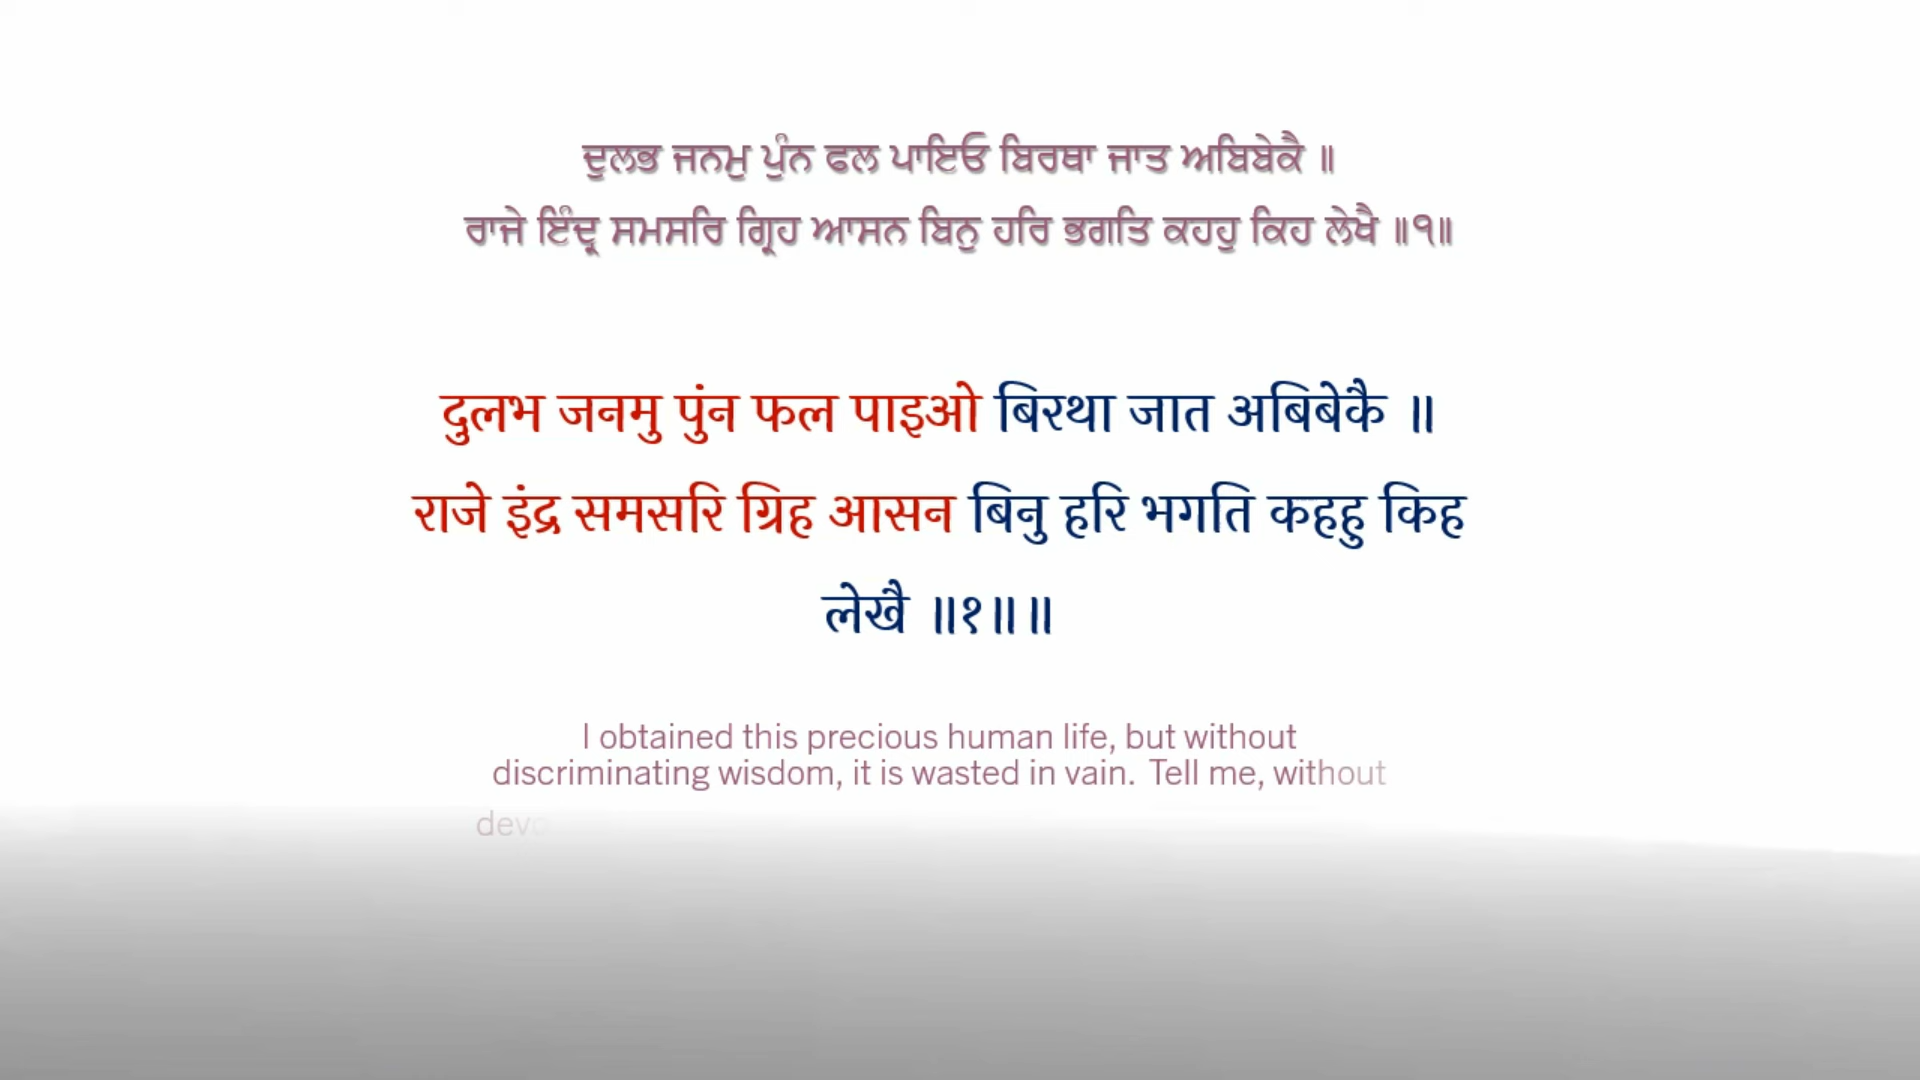 ਦੁਲਭ ਜਨਮੁ ਪੁੰਨ ਫਲ ਪਾਇਓ ਬਿਰਥਾ ਜਾਤ ਅਬਿਬੇਕੈ ॥
ਰਾਜੇ ਇੰਦ੍ਰ ਸਮਸਰਿ ਗ੍ਰਿਹ ਆਸਨ ਬਿਨੁ ਹਰਿ ਭਗਤਿ ਕਹਹੁ ਕਿਹ ਲੇਖੈ ॥੧॥
दुलभ जनमु पुंन फल पाइओ बिरथा जात अबिबेकै ॥
राजे इंद्र समसरि ग्रिह आसन बिनु हरि भगति कहहु किह
लेखै ॥१॥॥
I obtained this precious human life, but without
discriminating wisdom, it is wasted in vain. Tell me, without